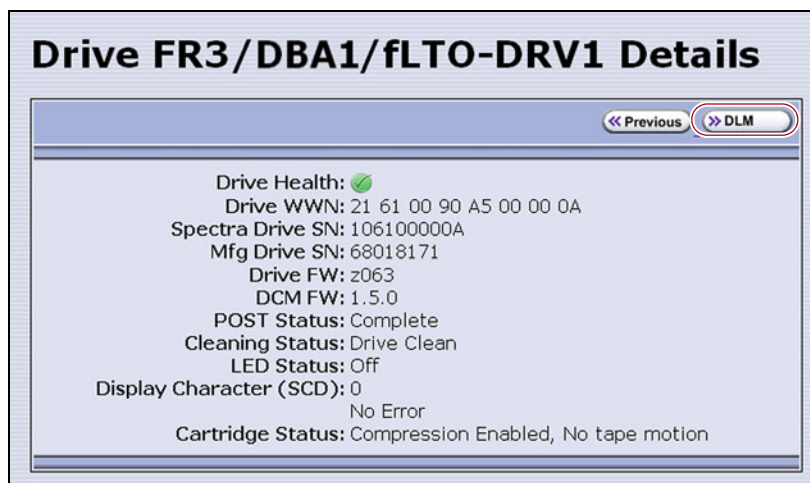 Drive FR3/DBA1/fLTO-DRV1 Details
Previous DLM
Drive Health:
Drive WWN: 21 61 00 90 A5 00 00 0A
Spectra Drive SN: 106100000A
Mfg Drive SN: 68018171
Drive FW: z063
DCM FW: 1.5.0
POST Status: Complete
Cleaning Status: Drive Clean
LED Status: Off
Display Character (SCD): 0
No Error
Cartridge Status: Compression Enabled, No tape motion